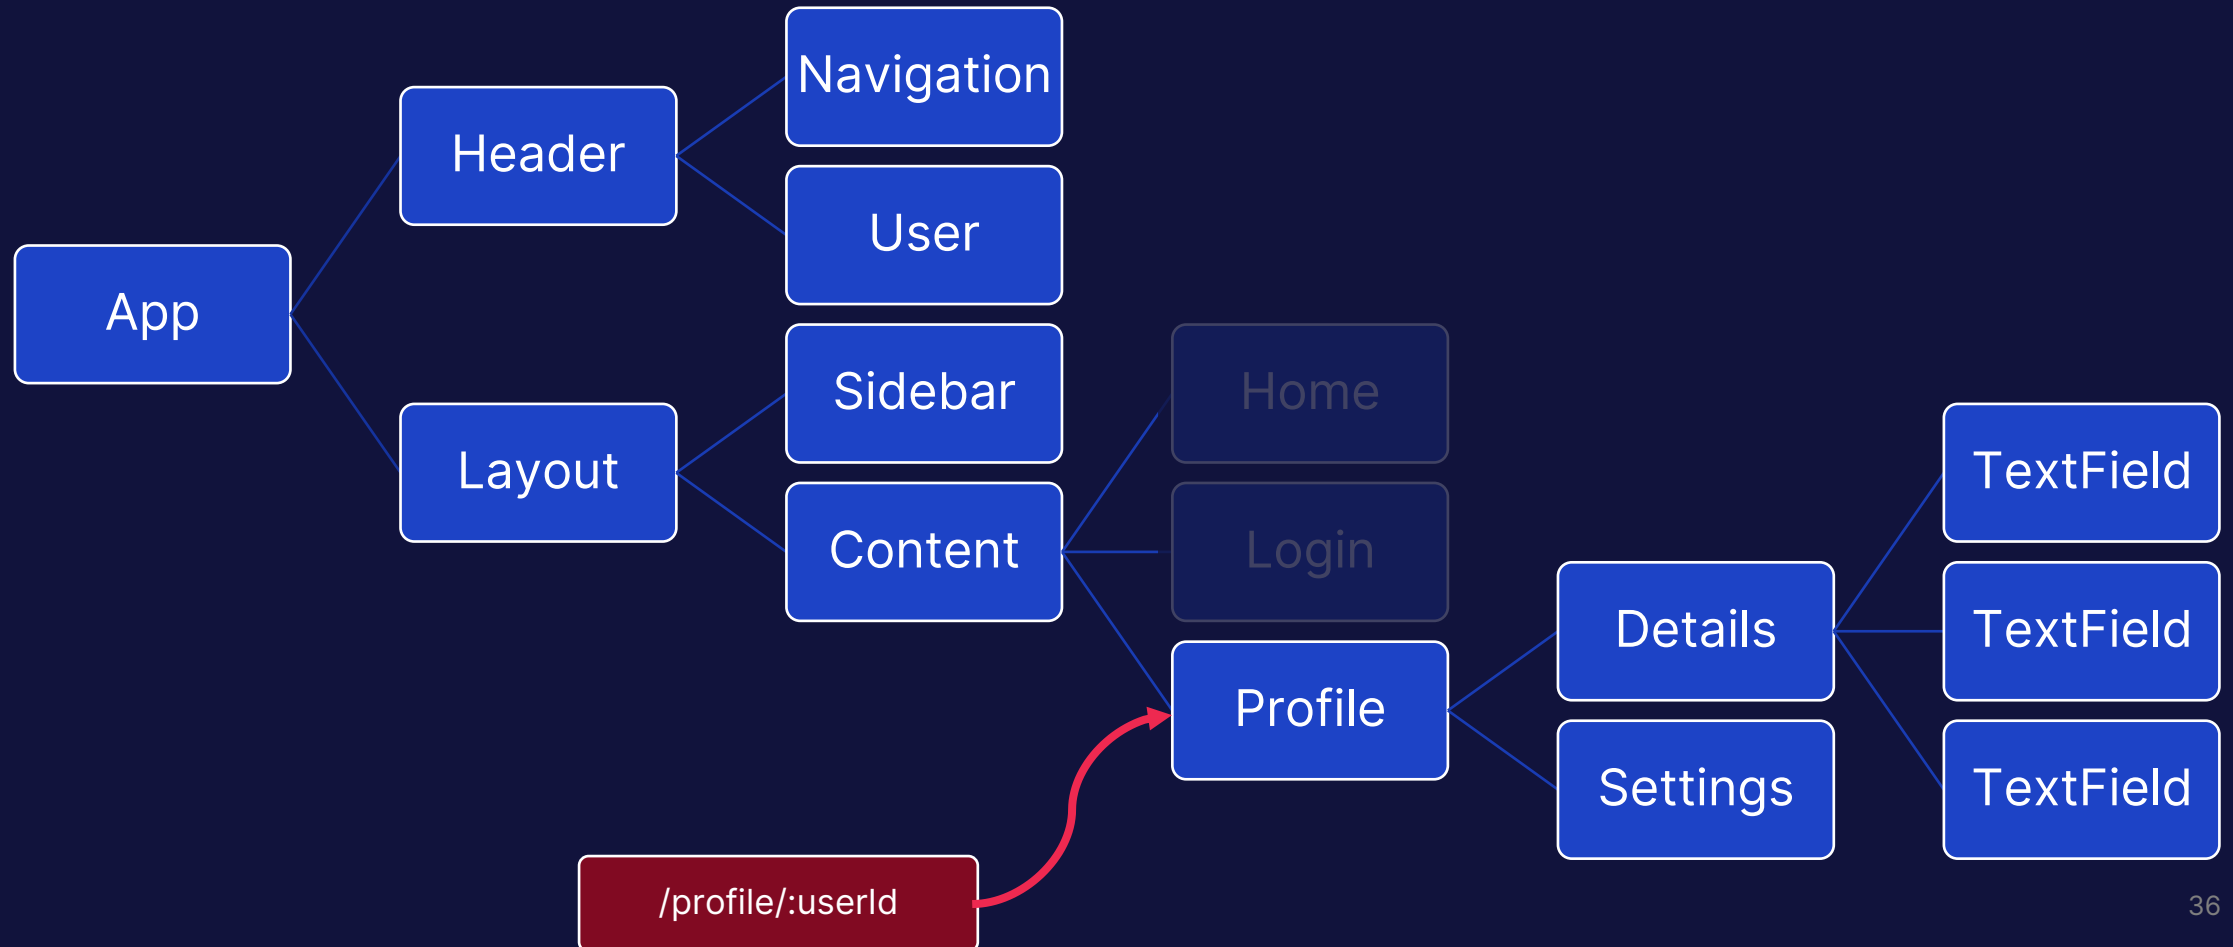 Navigation
Header
User
App
Sidebar
Home
Layout
TextField
Content
Login
Details
TextField
Profile
Settings
TextField
/profile/:userId
36